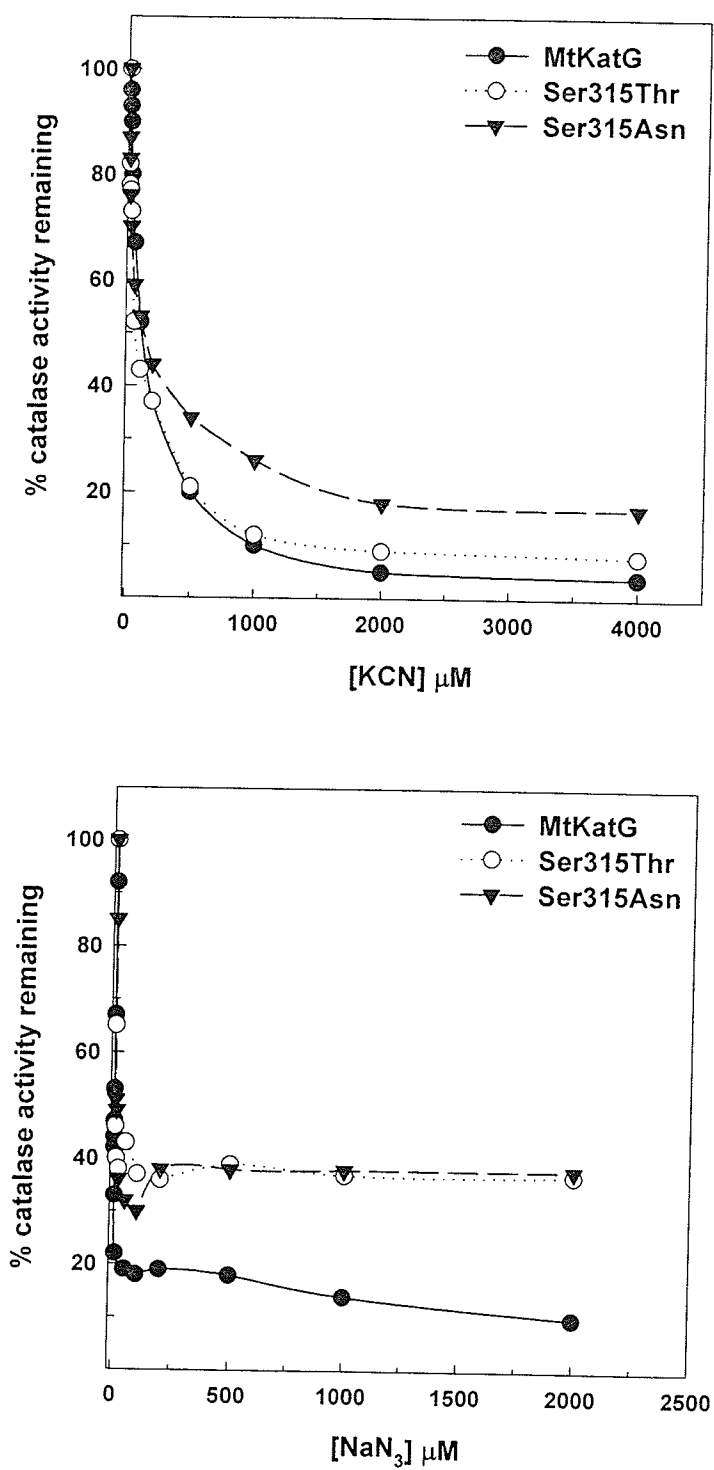 MtKatG
Ser315Thr
Ser315Asn
% catalase activity remaining
100
80
60
40
20
0 1000 2000 3000 4000
[KCN] µM
MtKatG
Ser315Thr
Ser315Asn
% catalase activity remaining
100
80
60
40
20
0 500 1000 1500 2000 2500
[NaN₃] µM